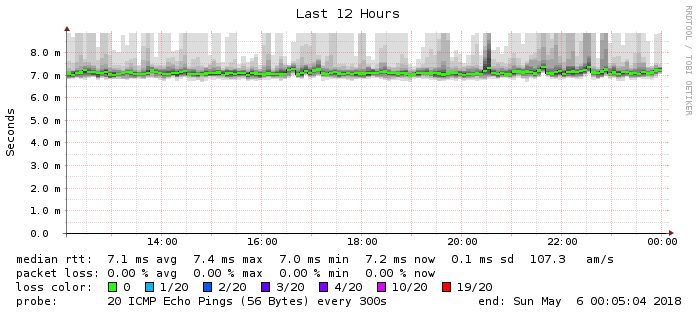 Last 12 Hours
RRDTOOL / TOBI OETIKER
Seconds
8.0 m
7.0 m
6.0 m
5.0 m
4.0 m
3.0 m
2.0 m
1.0 m
0.0
14:00 16:00 18:00 20:00 22:00 00:00
median rtt: 7.1 ms avg 7.4 ms max 7.0 ms min 7.2 ms now 0.1 ms sd 107.3 am/s
packet loss: 0.00 % avg 0.00 % max 0.00 % min 0.00 % now
loss color: 0 1/20 2/20 3/20 4/20 10/20 19/20
probe: 20 ICMP Echo Pings (56 Bytes) every 300s end: Sun May 6 00:05:04 2018